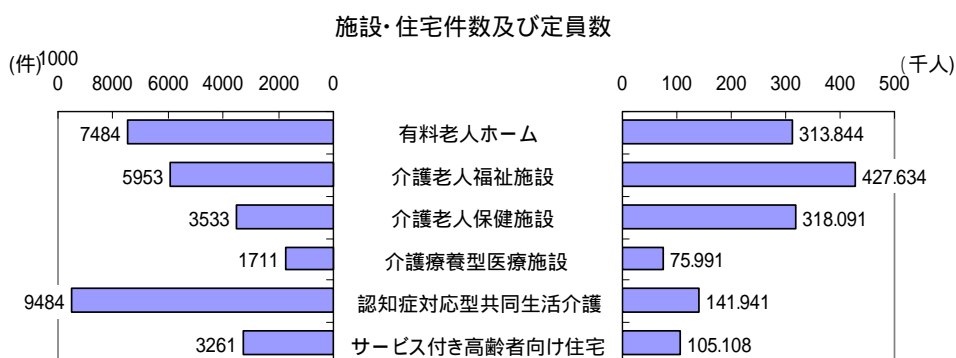 施設・住宅件数及び定員数
(件)
1000
0 8000 6000 4000 2000 0
0 100 200 300 400 500
(千人)
7484 有料老人ホーム 313.844
5953 介護老人福祉施設 427.634
3533 介護老人保健施設 318.091
1711 介護療養型医療施設 75.991
9484 認知症対応型共同生活介護 141.941
3261 サービス付き高齢者向け住宅 105.108